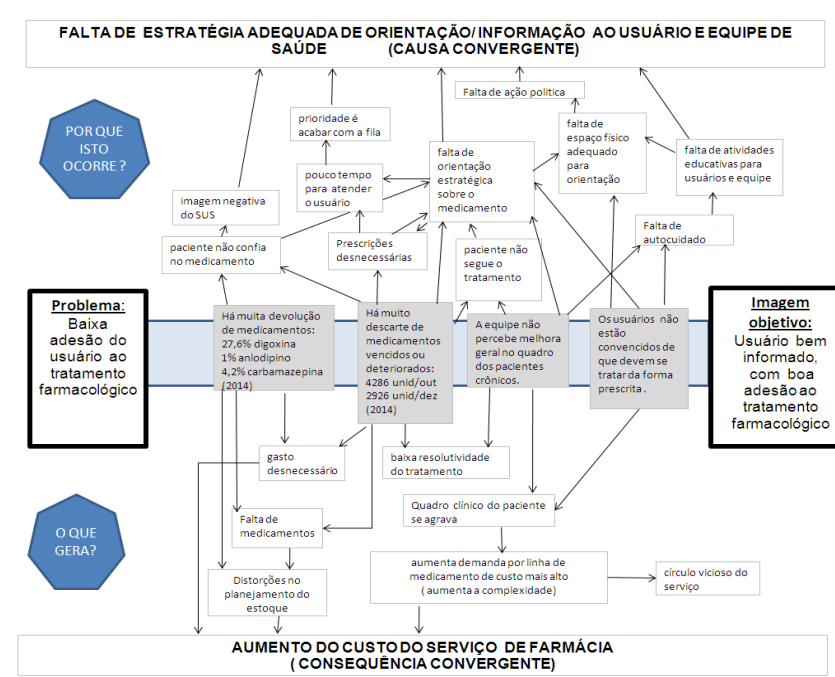 FALTA DE ESTRATÉGIA ADEQUADA DE ORIENTAÇÃO/ INFORMAÇÃO AO USUÁRIO E EQUIPE DE
SAÚDE (CAUSA CONVERGENTE)
POR QUE
ISTO
OCORRE ?
Falta de ação politica
prioridade é
acabar com a fila
falta de
espaço físico
adequado
para
orientação
falta de
orientação
estratégica
sobre o
medicamento
falta de atividades
educativas para
usuários e equipe
pouco tempo
para atender
o usuário
imagem negativa
do SUS
Falta de
autocuidado
paciente não confia
no medicamento
Prescrições
desnecessárias
paciente não
segue o
tratamento
Problema:
Baixa
adesão do
usuário ao
tratamento
farmacológico
Há muita devolução
de medicamentos:
27,6% digoxina
1% anlodipino
4,2% carbamazepina
(2014)
Há muito
descarte de
medicamentos
vencidos ou
deteriorados:
4286 unid/out
2926 unid/dez
(2014)
A equipe não
percebe melhora
geral no quadro
dos pacientes
crônicos.
Os usuários não
estão
convencidos de
que devem se
tratar da forma
prescrita .
Imagem
objetivo:
Usuário bem
informado,
com boa
adesão ao
tratamento
farmacológico
gasto
desnecessário
baixa resolutividade
do tratamento
O QUE
GERA?
Falta de
medicamentos
Quadro clínico do paciente
se agrava
Distorções no
planejamento do
estoque
aumenta demanda por linha de
medicamento de custo mais alto
( aumenta a complexidade)
círculo vicioso do
serviço
AUMENTO DO CUSTO DO SERVIÇO DE FARMÁCIA
( CONSEQUÊNCIA CONVERGENTE)